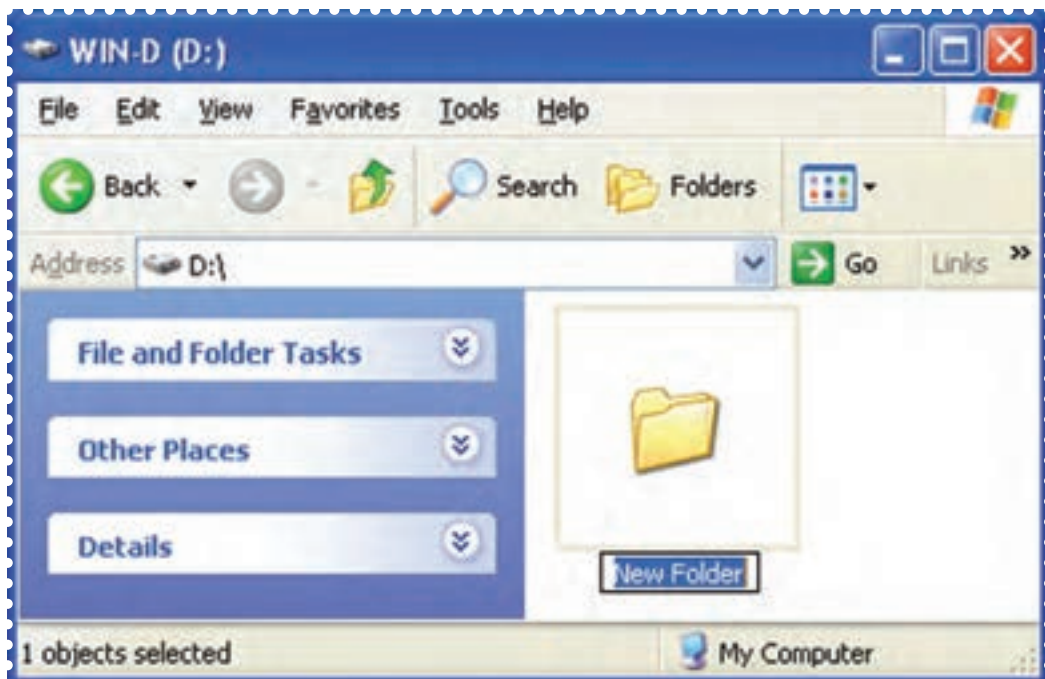 WIN-D (D:)
File Edit View Favorites Tools Help
Back Search Folders
Address D:\ Go Links »
File and Folder Tasks
Other Places
Details
New Folder
1 objects selected My Computer